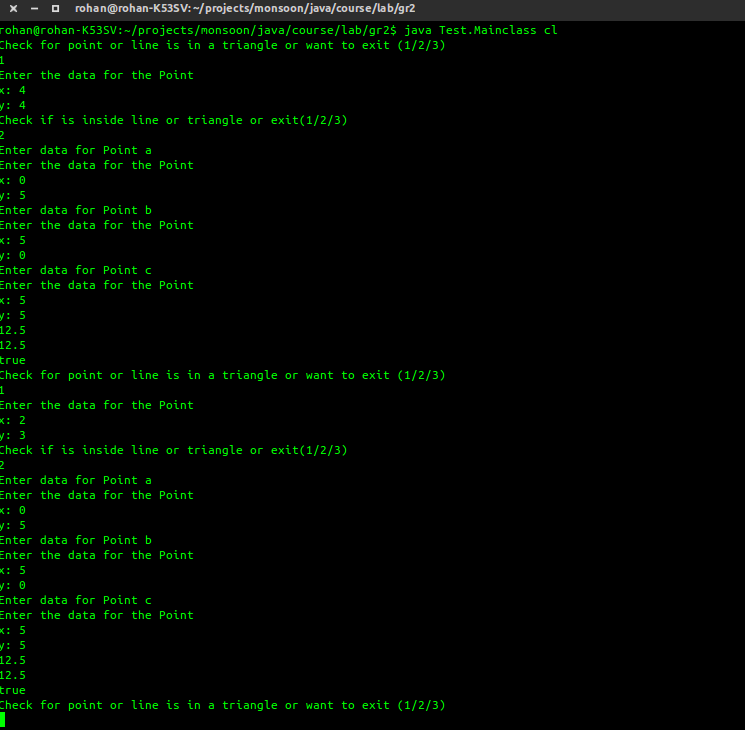 rohan@rohan-K53SV:~/projects/monsoon/java/course/lab/gr2
rohan@rohan-K53SV:~/projects/monsoon/java/course/lab/gr2$ java Test.Mainclass cl
Check for point or line is in a triangle or want to exit (1/2/3)
1
Enter the data for the Point
x: 4
y: 4
Check if is inside line or triangle or exit(1/2/3)
2
Enter data for Point a
Enter the data for the Point
x: 0
y: 5
Enter data for Point b
Enter the data for the Point
x: 5
y: 0
Enter data for Point c
Enter the data for the Point
x: 5
y: 5
12.5
12.5
true
Check for point or line is in a triangle or want to exit (1/2/3)
1
Enter the data for the Point
x: 2
y: 3
Check if is inside line or triangle or exit(1/2/3)
2
Enter data for Point a
Enter the data for the Point
x: 0
y: 5
Enter data for Point b
Enter the data for the Point
x: 5
y: 0
Enter data for Point c
Enter the data for the Point
x: 5
y: 5
12.5
12.5
true
Check for point or line is in a triangle or want to exit (1/2/3)